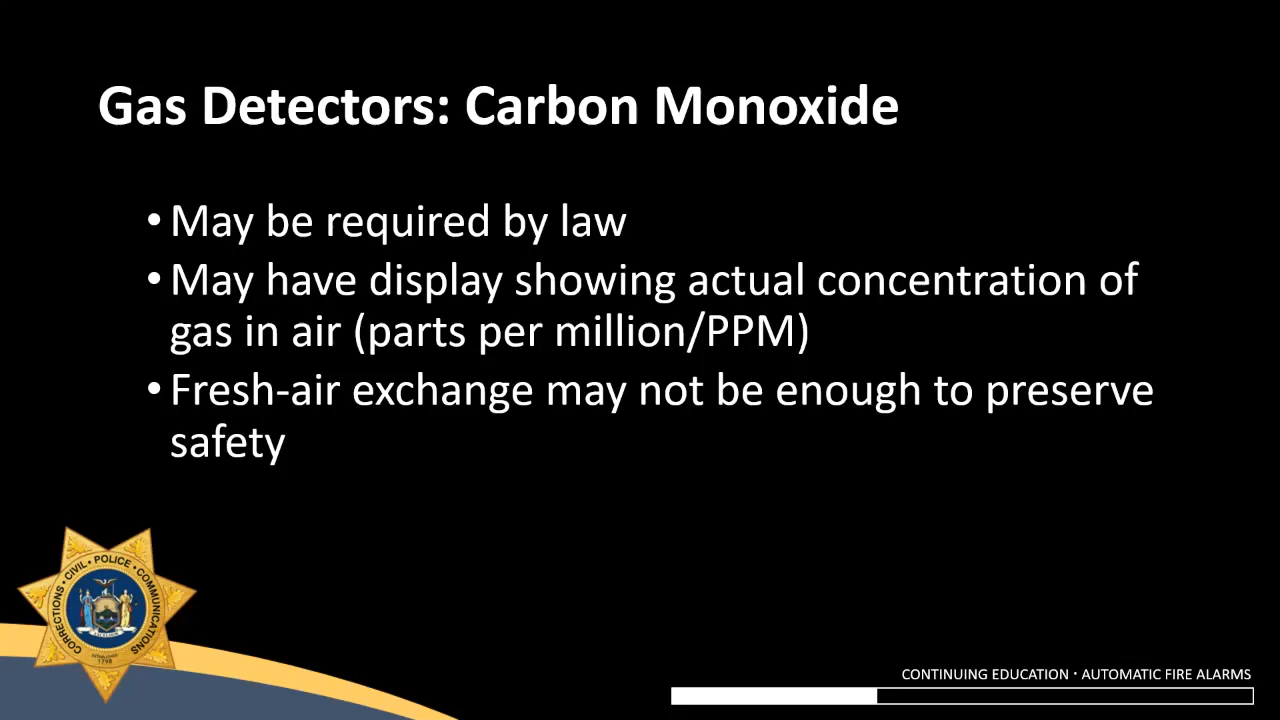 Gas Detectors: Carbon Monoxide
• May be required by law
• May have display showing actual concentration of
gas in air (parts per million/PPM)
• Fresh-air exchange may not be enough to preserve
safety
CORRECTIONS • CIVIL • POLICE • COMMUNICATIONS
ESTABLISHED
1798
CONTINUING EDUCATION · AUTOMATIC FIRE ALARMS